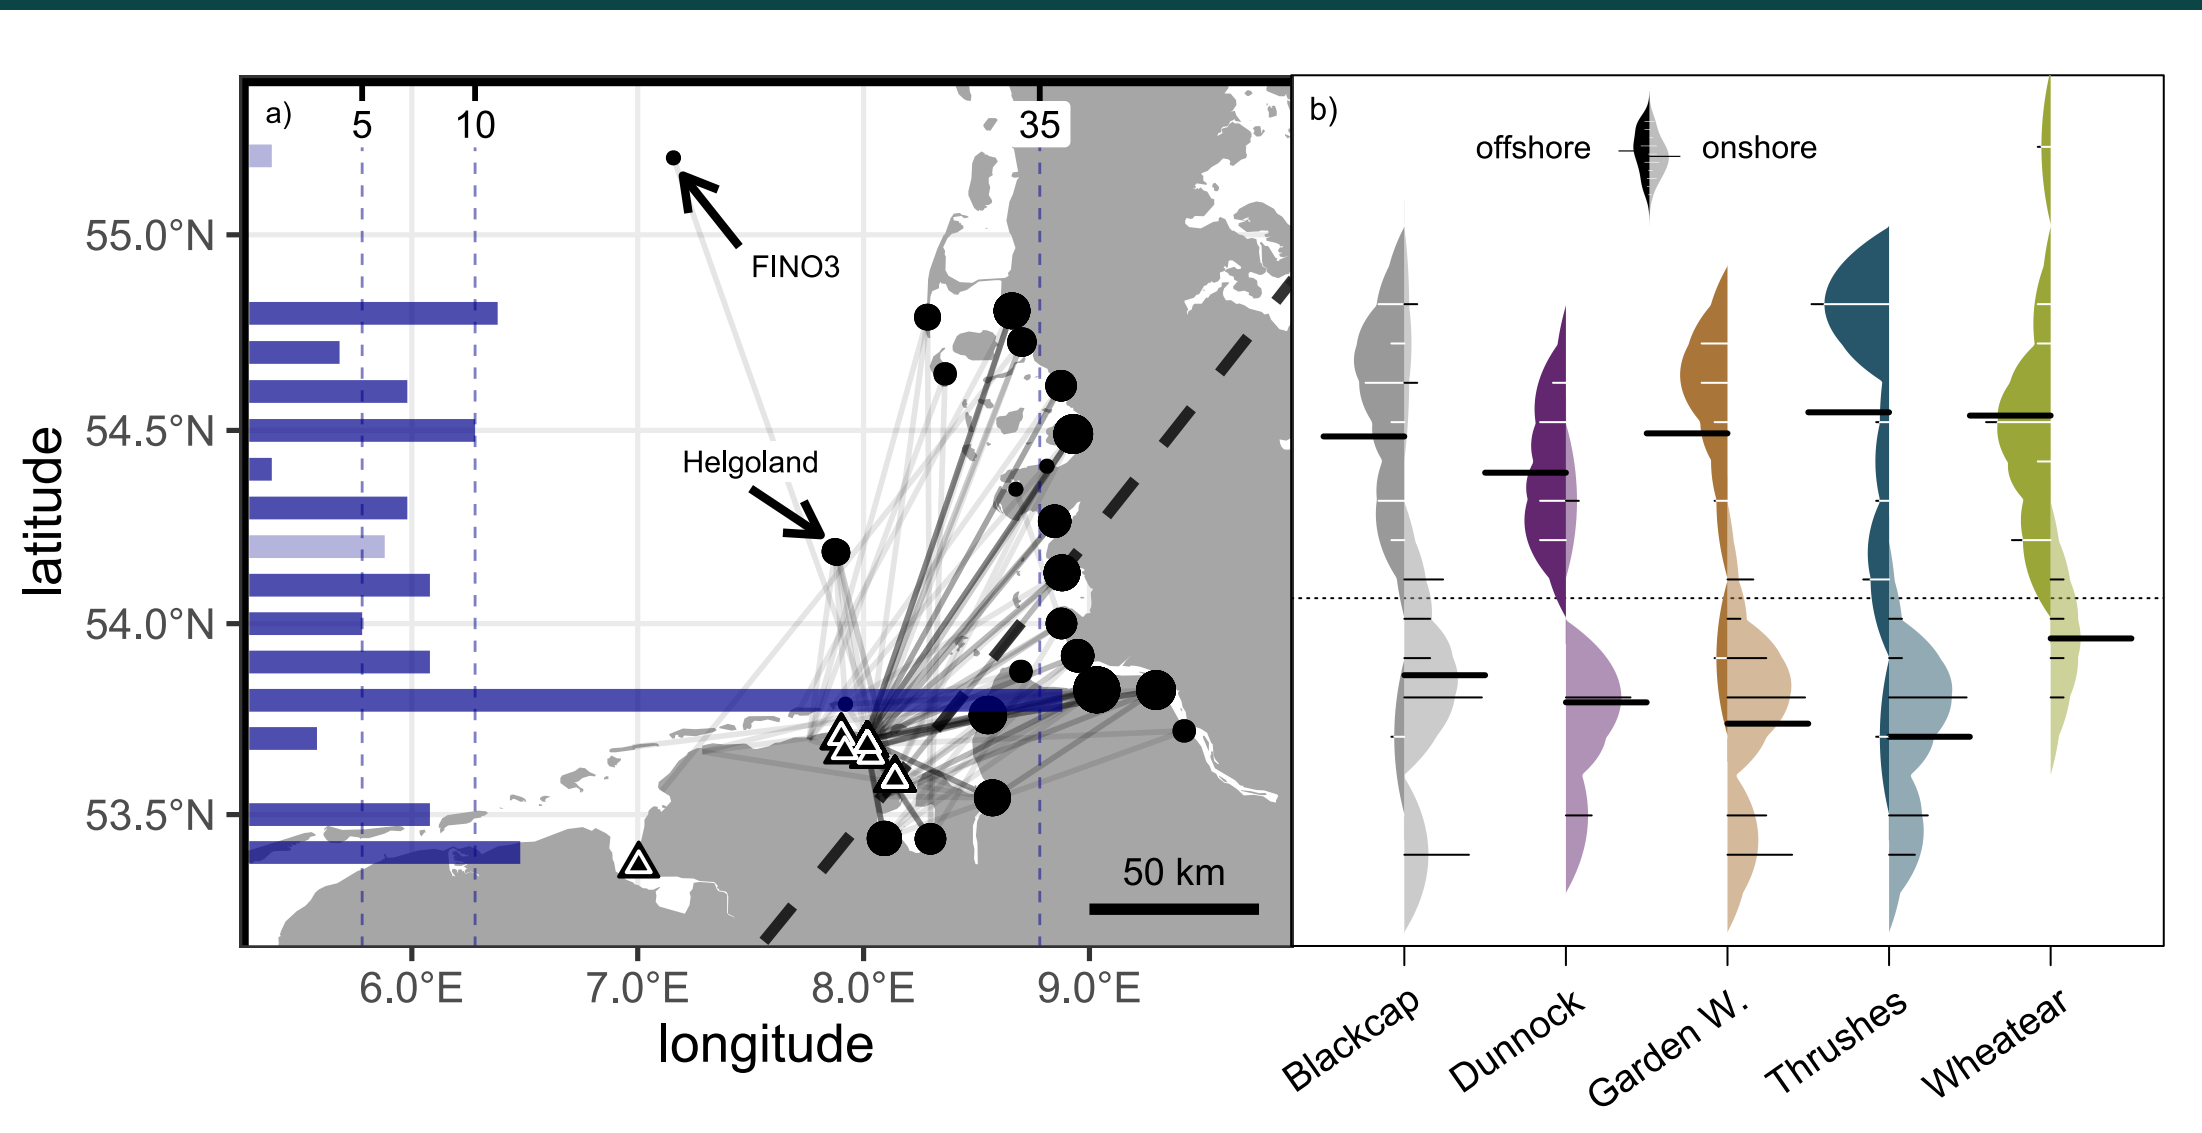 a)
5
10
35
55.0°N
54.5°N
54.0°N
53.5°N
FINO3
Helgoland
50 km
6.0°E
7.0°E
8.0°E
9.0°E
longitude
latitude
b)
offshore
onshore
Blackcap
Dunnock
Garden W.
Thrushes
Wheatear